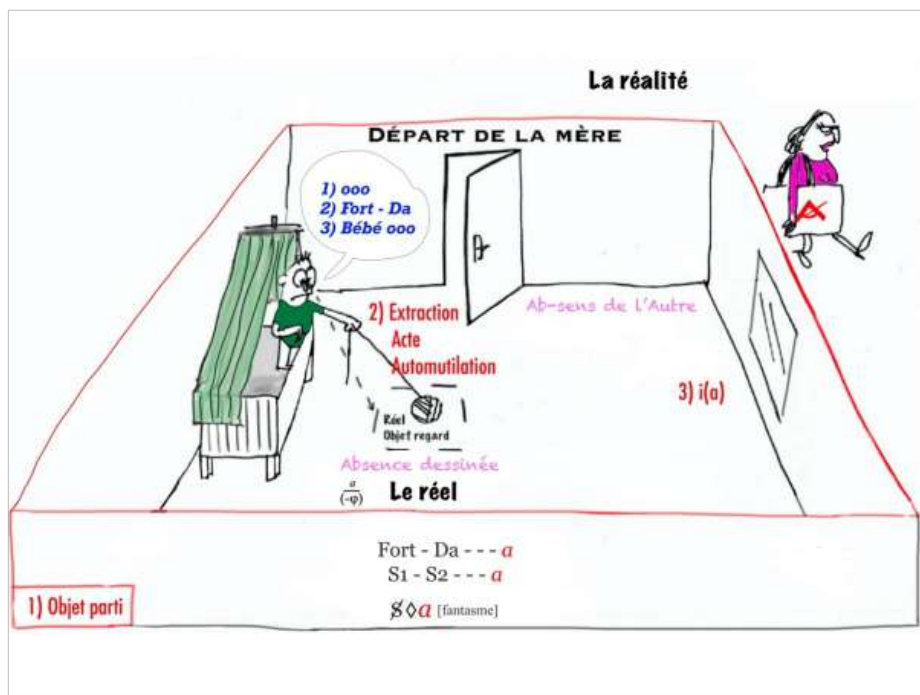 La réalité
DÉPART DE LA MÈRE
1) ooo
2) Fort - Da
3) Bébé ooo
A
Ab-sens de l'Autre
2) Extraction
Acte
Automutilation
3) i(a)
Réel
Objet regard
Absence dessinée
a
(-φ)
Le réel
Fort - Da - - - a
S1 - S2 - - - a
1) Objet parti
$◊a [fantasme]